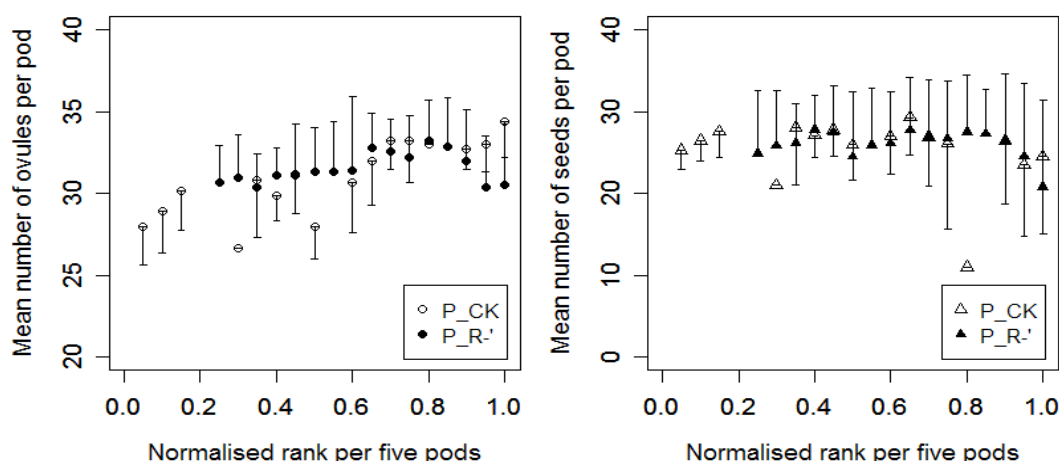 Mean number of ovules per pod
40
35
30
25
20
P_CK
P_R-'
0.0 0.2 0.4 0.6 0.8 1.0
Normalised rank per five pods
Mean number of seeds per pod
40
30
20
10
0
P_CK
P_R-'
0.0 0.2 0.4 0.6 0.8 1.0
Normalised rank per five pods